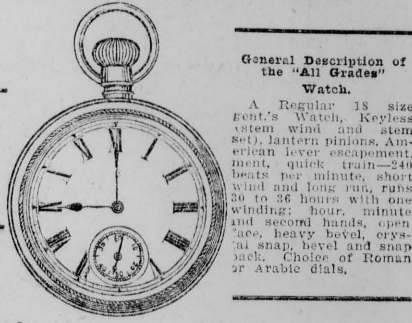 General Description of
the "All Grades"
Watch.
A Regular 18 size
gent.'s Watch, Keyless
(stem wind and stem
set), lantern pinions, Am-
erican lever escapement,
ment, quick train—240
beats per minute, short
wind and long run, runs
30 to 36 hours with one
winding; hour, minute
and second hands, open
face, heavy bevel, crys-
tal snap, bevel and snap
back. Choice of Roman
or Arabic dials.